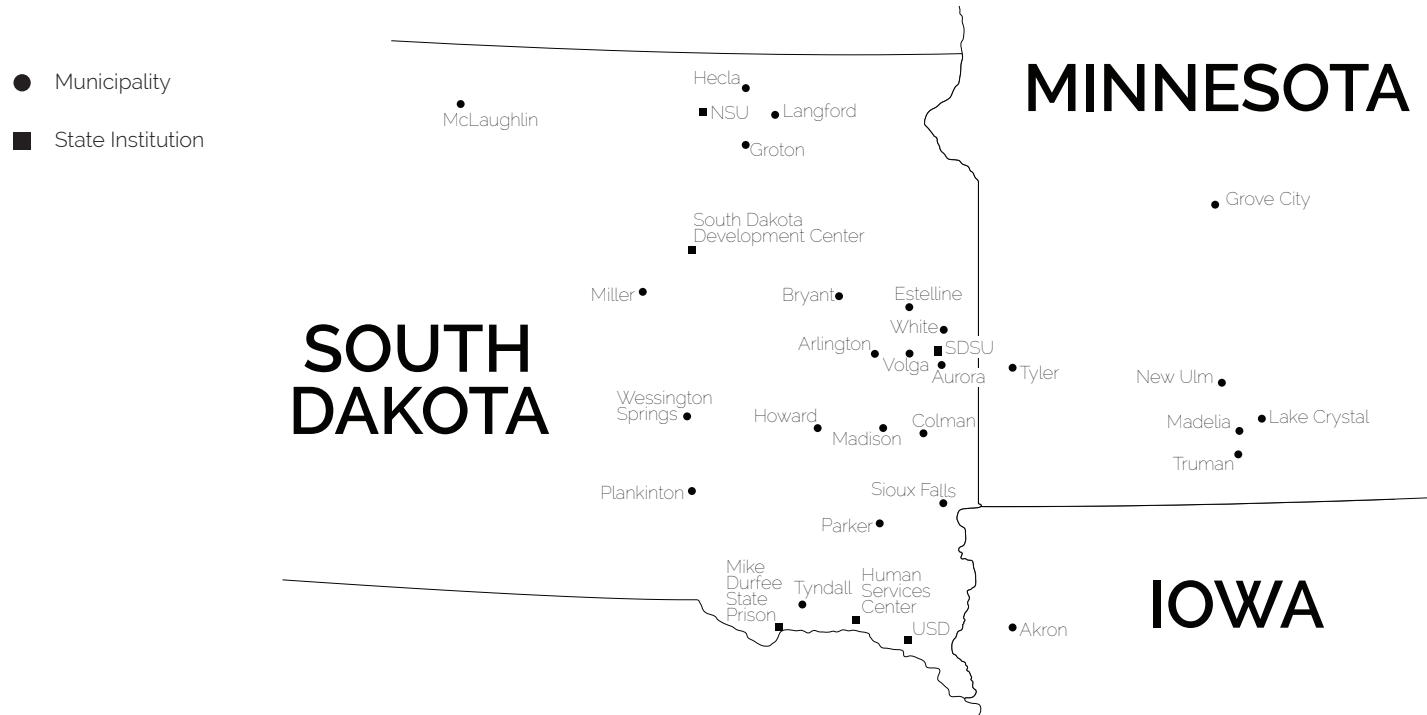 Municipality
State Institution
MINNESOTA
SOUTH
DAKOTA
IOWA
Hecla
McLaughlin
NSU
Langford
Groton
Grove City
South Dakota
Development Center
Miller
Bryant
Estelline
White
Arlington
SDSU
Volga
Aurora
Tyler
New Ulm
Wessington
Springs
Howard
Madison
Colman
Madelia
Lake Crystal
Truman
Plankinton
Sioux Falls
Parker
Mike
Durfee
State
Prison
Tyndall
Human
Services
Center
USD
Akron